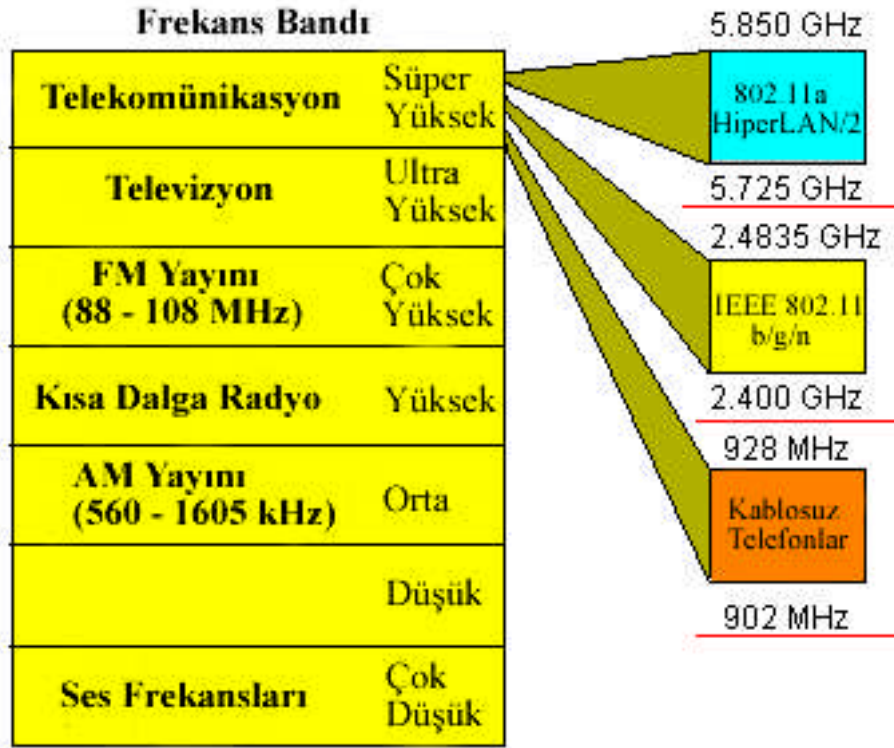 Frekans Bandı
Telekomünikasyon
Süper
Yüksek
Televizyon
Ultra
Yüksek
FM Yayını
(88 - 108 MHz)
Çok
Yüksek
Kısa Dalga Radyo
Yüksek
AM Yayını
(560 - 1605 kHz)
Orta
Düşük
Ses Frekansları
Çok
Düşük
5.850 GHz
802.11a
HiperLAN/2
5.725 GHz
2.4835 GHz
IEEE 802.11
b/g/n
2.400 GHz
928 MHz
Kablosuz
Telefonlar
902 MHz